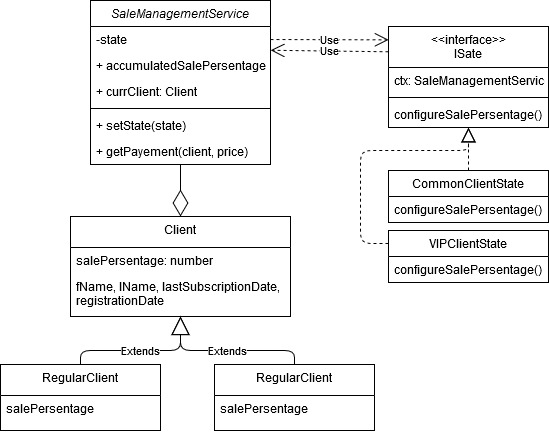 SaleManagementService
-state
+ accumulatedSalePersentage
+ currClient: Client
+ setState(state)
+ getPayement(client, price)
Use
Use
<<interface>>
ISate
ctx: SaleManagementServic
configureSalePersentage()
CommonClientState
configureSalePersentage()
VIPClientState
configureSalePersentage()
Client
salePersentage: number
fName, lName, lastSubscriptionDate,
registrationDate
Extends
Extends
RegularClient
salePersentage
RegularClient
salePersentage